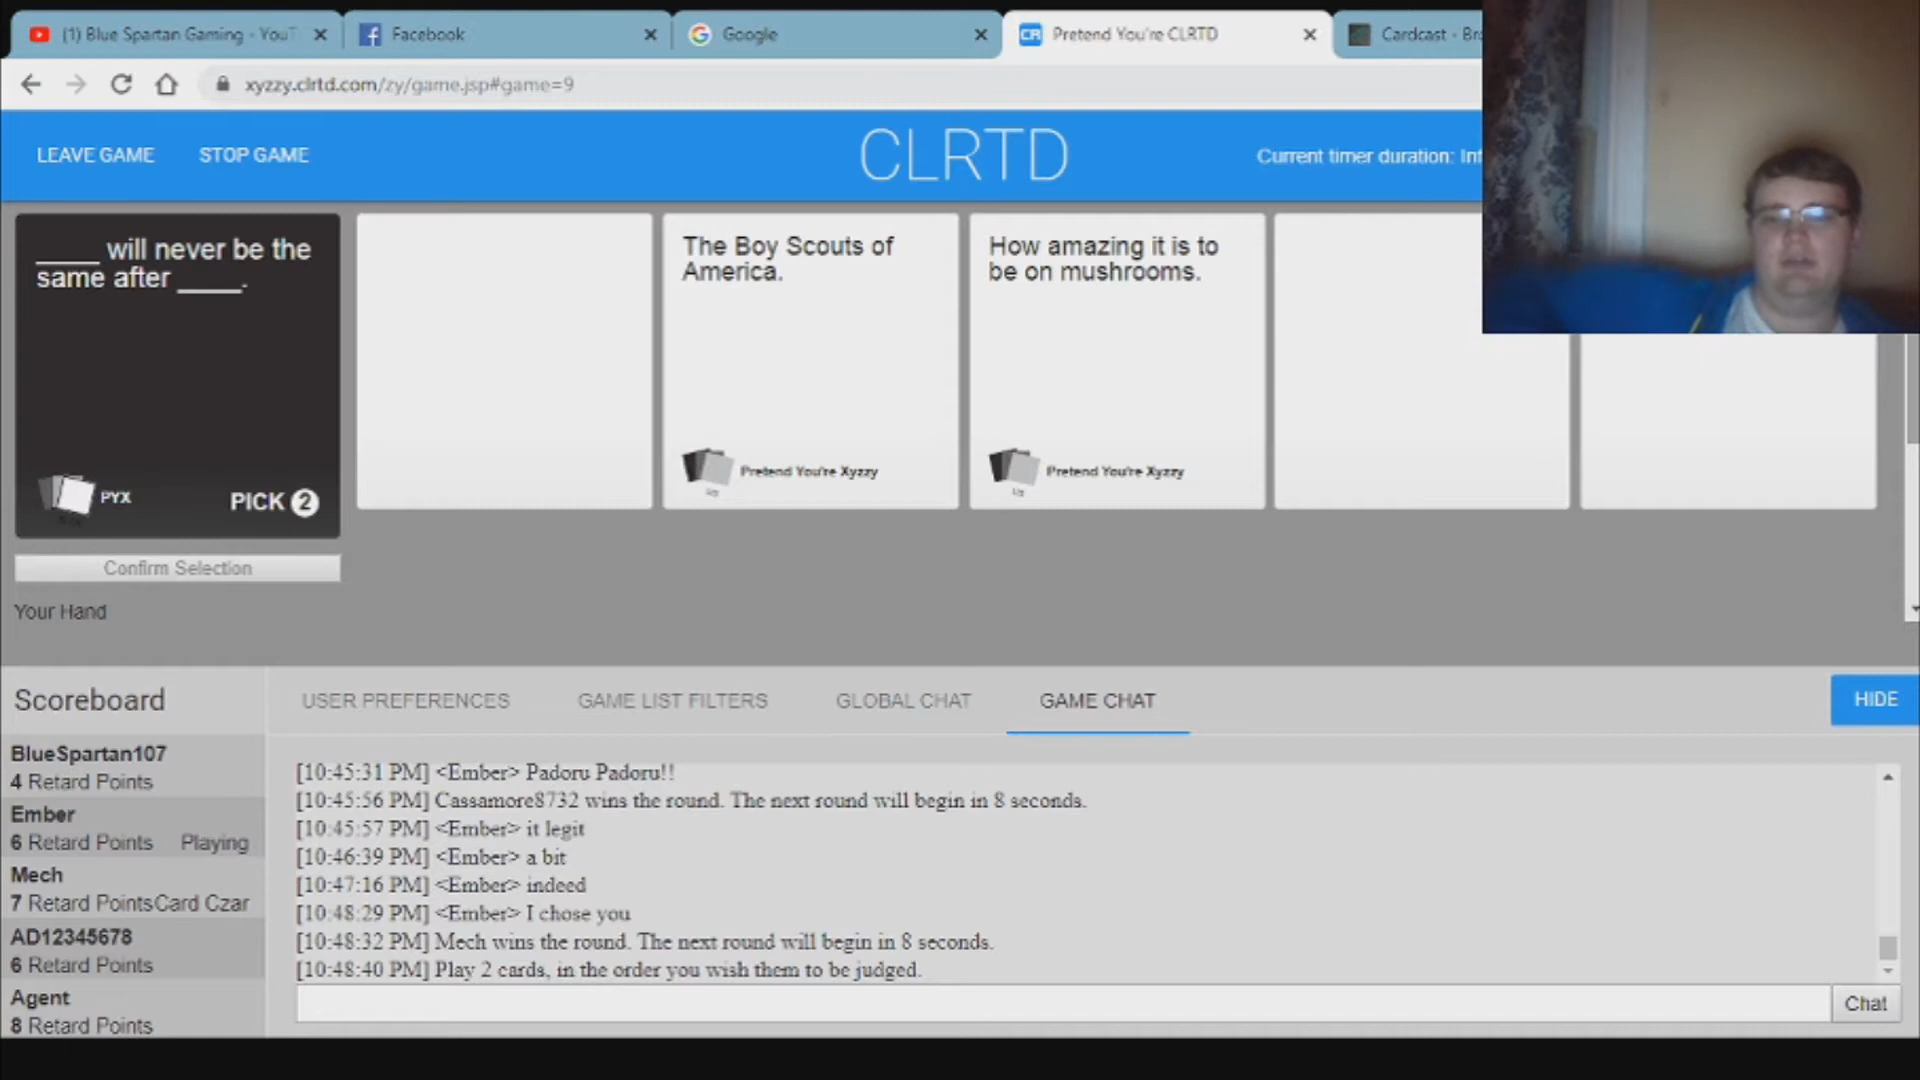 (1) Blue Spartan Gaming - YouT
Facebook
Google
CR Pretend You're CLRTD
Cardcast - Bro
xyzzy.clrtd.com/zy/game.jsp#game=9
LEAVE GAME STOP GAME
CLRTD
Current timer duration: Inf
____ will never be the
same after ____.
PYX
PICK 2
The Boy Scouts of
America.
Pretend You're Xyzzy
How amazing it is to
be on mushrooms.
Pretend You're Xyzzy
Confirm Selection
Your Hand
Scoreboard
BlueSpartan107
4 Retard Points
Ember
6 Retard Points Playing
Mech
7 Retard PointsCard Czar
AD12345678
6 Retard Points
Agent
8 Retard Points
USER PREFERENCES GAME LIST FILTERS GLOBAL CHAT GAME CHAT
HIDE
[10:45:31 PM] <Ember> Padoru Padoru!!
[10:45:56 PM] Cassamore8732 wins the round. The next round will begin in 8 seconds.
[10:45:57 PM] <Ember> it legit
[10:46:39 PM] <Ember> a bit
[10:47:16 PM] <Ember> indeed
[10:48:29 PM] <Ember> I chose you
[10:48:32 PM] Mech wins the round. The next round will begin in 8 seconds.
[10:48:40 PM] Play 2 cards, in the order you wish them to be judged.
Chat